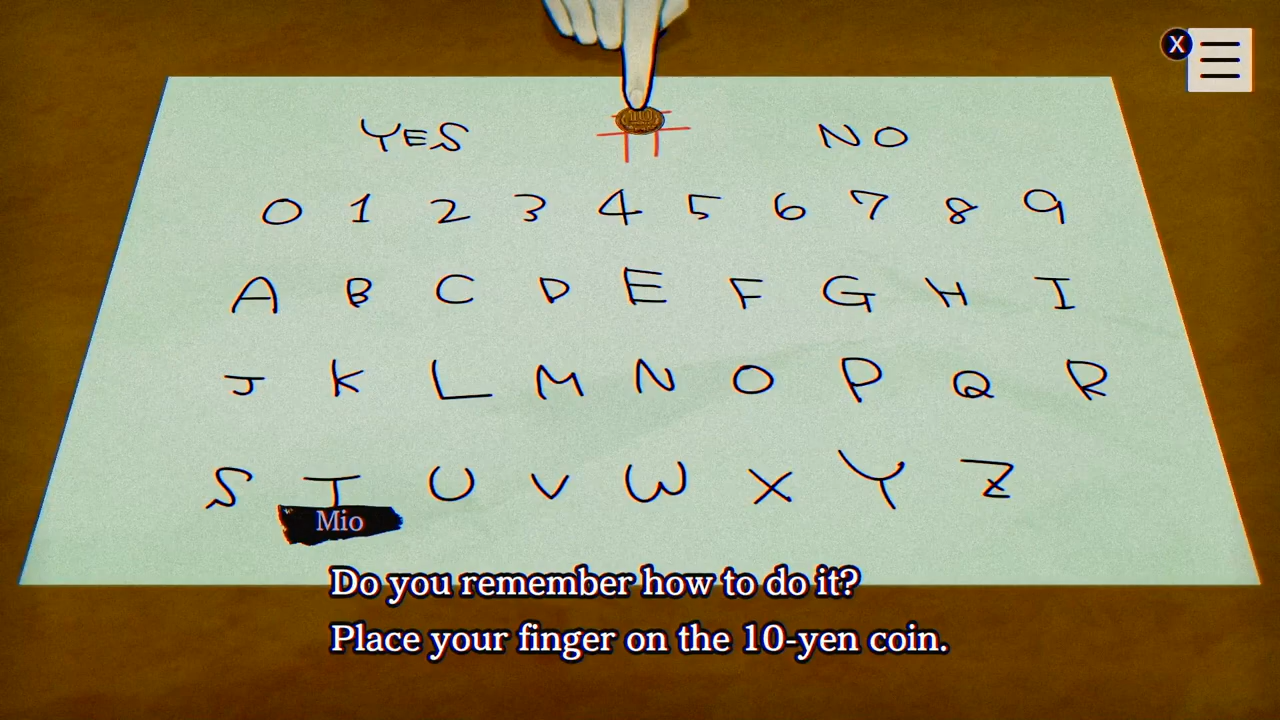 X
10
YES NO
0 1 2 3 4 5 6 7 8 9
A B C D E F G H I
J K L M N O P Q R
S T U V W X Y Z
Mio
Do you remember how to do it?
Place your finger on the 10-yen coin.